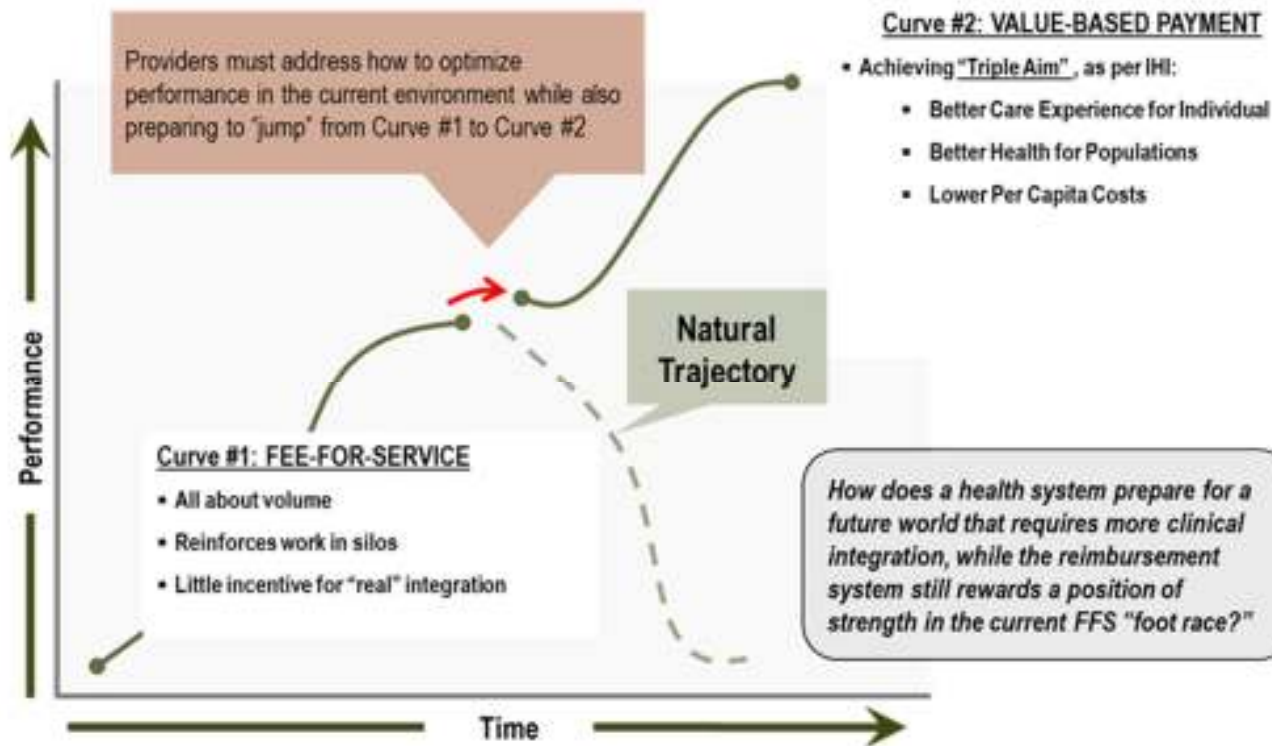 Providers must address how to optimize
performance in the current environment while also
preparing to "jump" from Curve #1 to Curve #2
Curve #2: VALUE-BASED PAYMENT
▪ Achieving "Triple Aim" , as per IHI:
▪ Better Care Experience for Individual
▪ Better Health for Populations
▪ Lower Per Capita Costs
Natural
Trajectory
Performance
Curve #1: FEE-FOR-SERVICE
▪ All about volume
▪ Reinforces work in silos
▪ Little incentive for "real" integration
How does a health system prepare for a
future world that requires more clinical
integration, while the reimbursement
system still rewards a position of
strength in the current FFS "foot race?"
Time